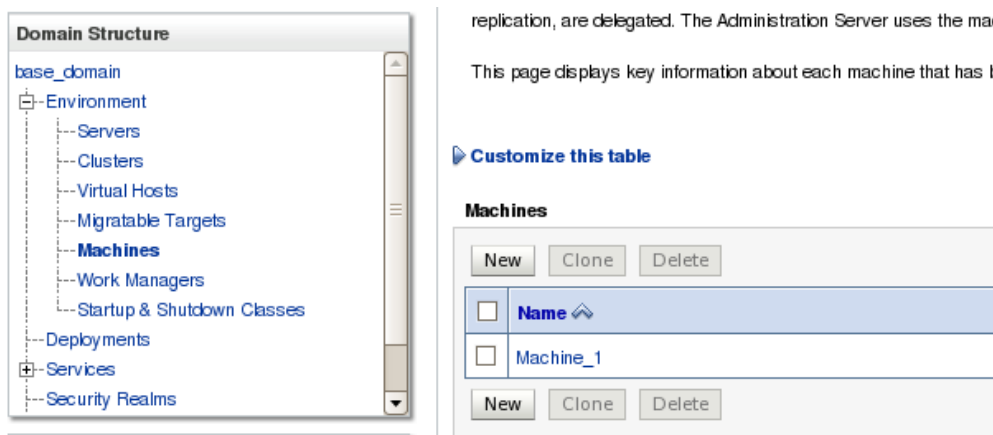 Domain Structure
base_domain
Environment
Servers
Clusters
Virtual Hosts
Migratable Targets
Machines
Work Managers
Startup & Shutdown Classes
Deployments
Services
Security Realms
replication, are delegated. The Administration Server uses the
This page displays key information about each machine that has
Customize this table
Machines
New Clone Delete
Name
Machine_1
New Clone Delete